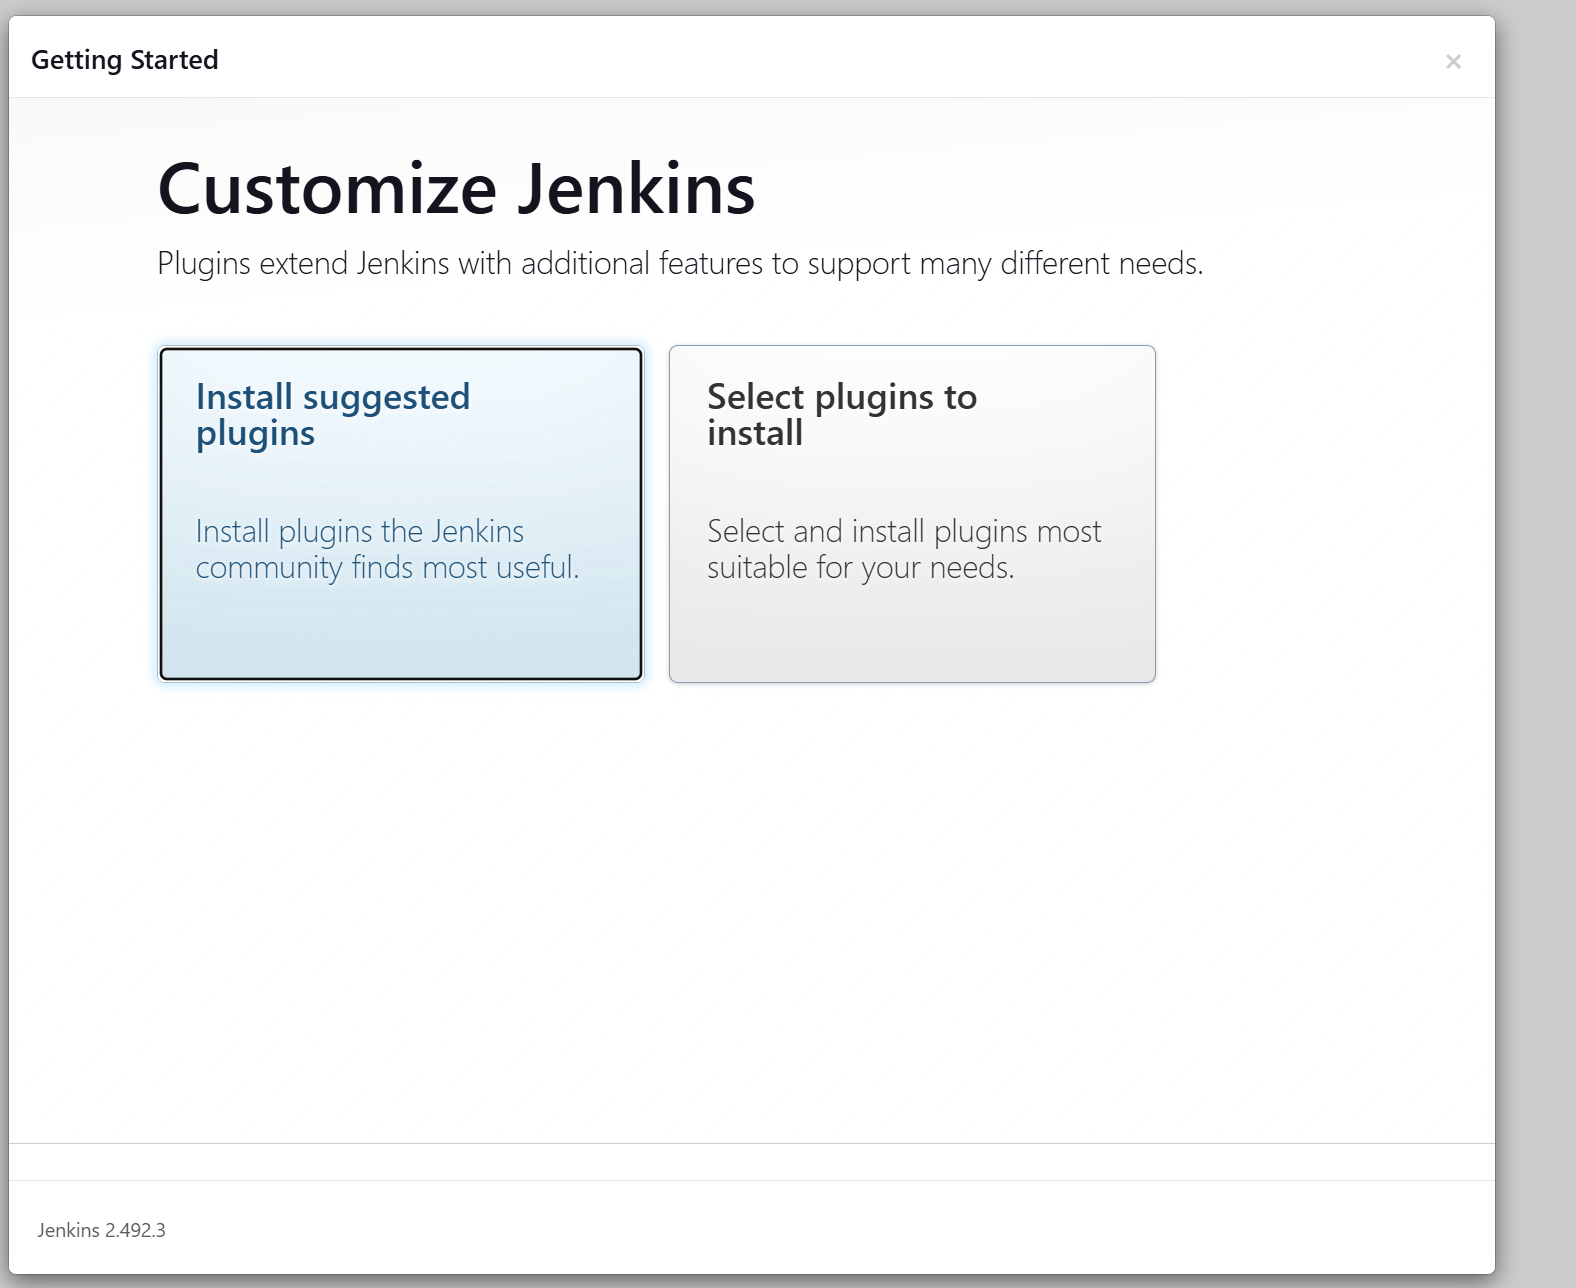 Getting Started
×
Customize Jenkins
Plugins extend Jenkins with additional features to support many different needs.
Install suggested
plugins
Install plugins the Jenkins
community finds most useful.
Select plugins to
install
Select and install plugins most
suitable for your needs.
Jenkins 2.492.3